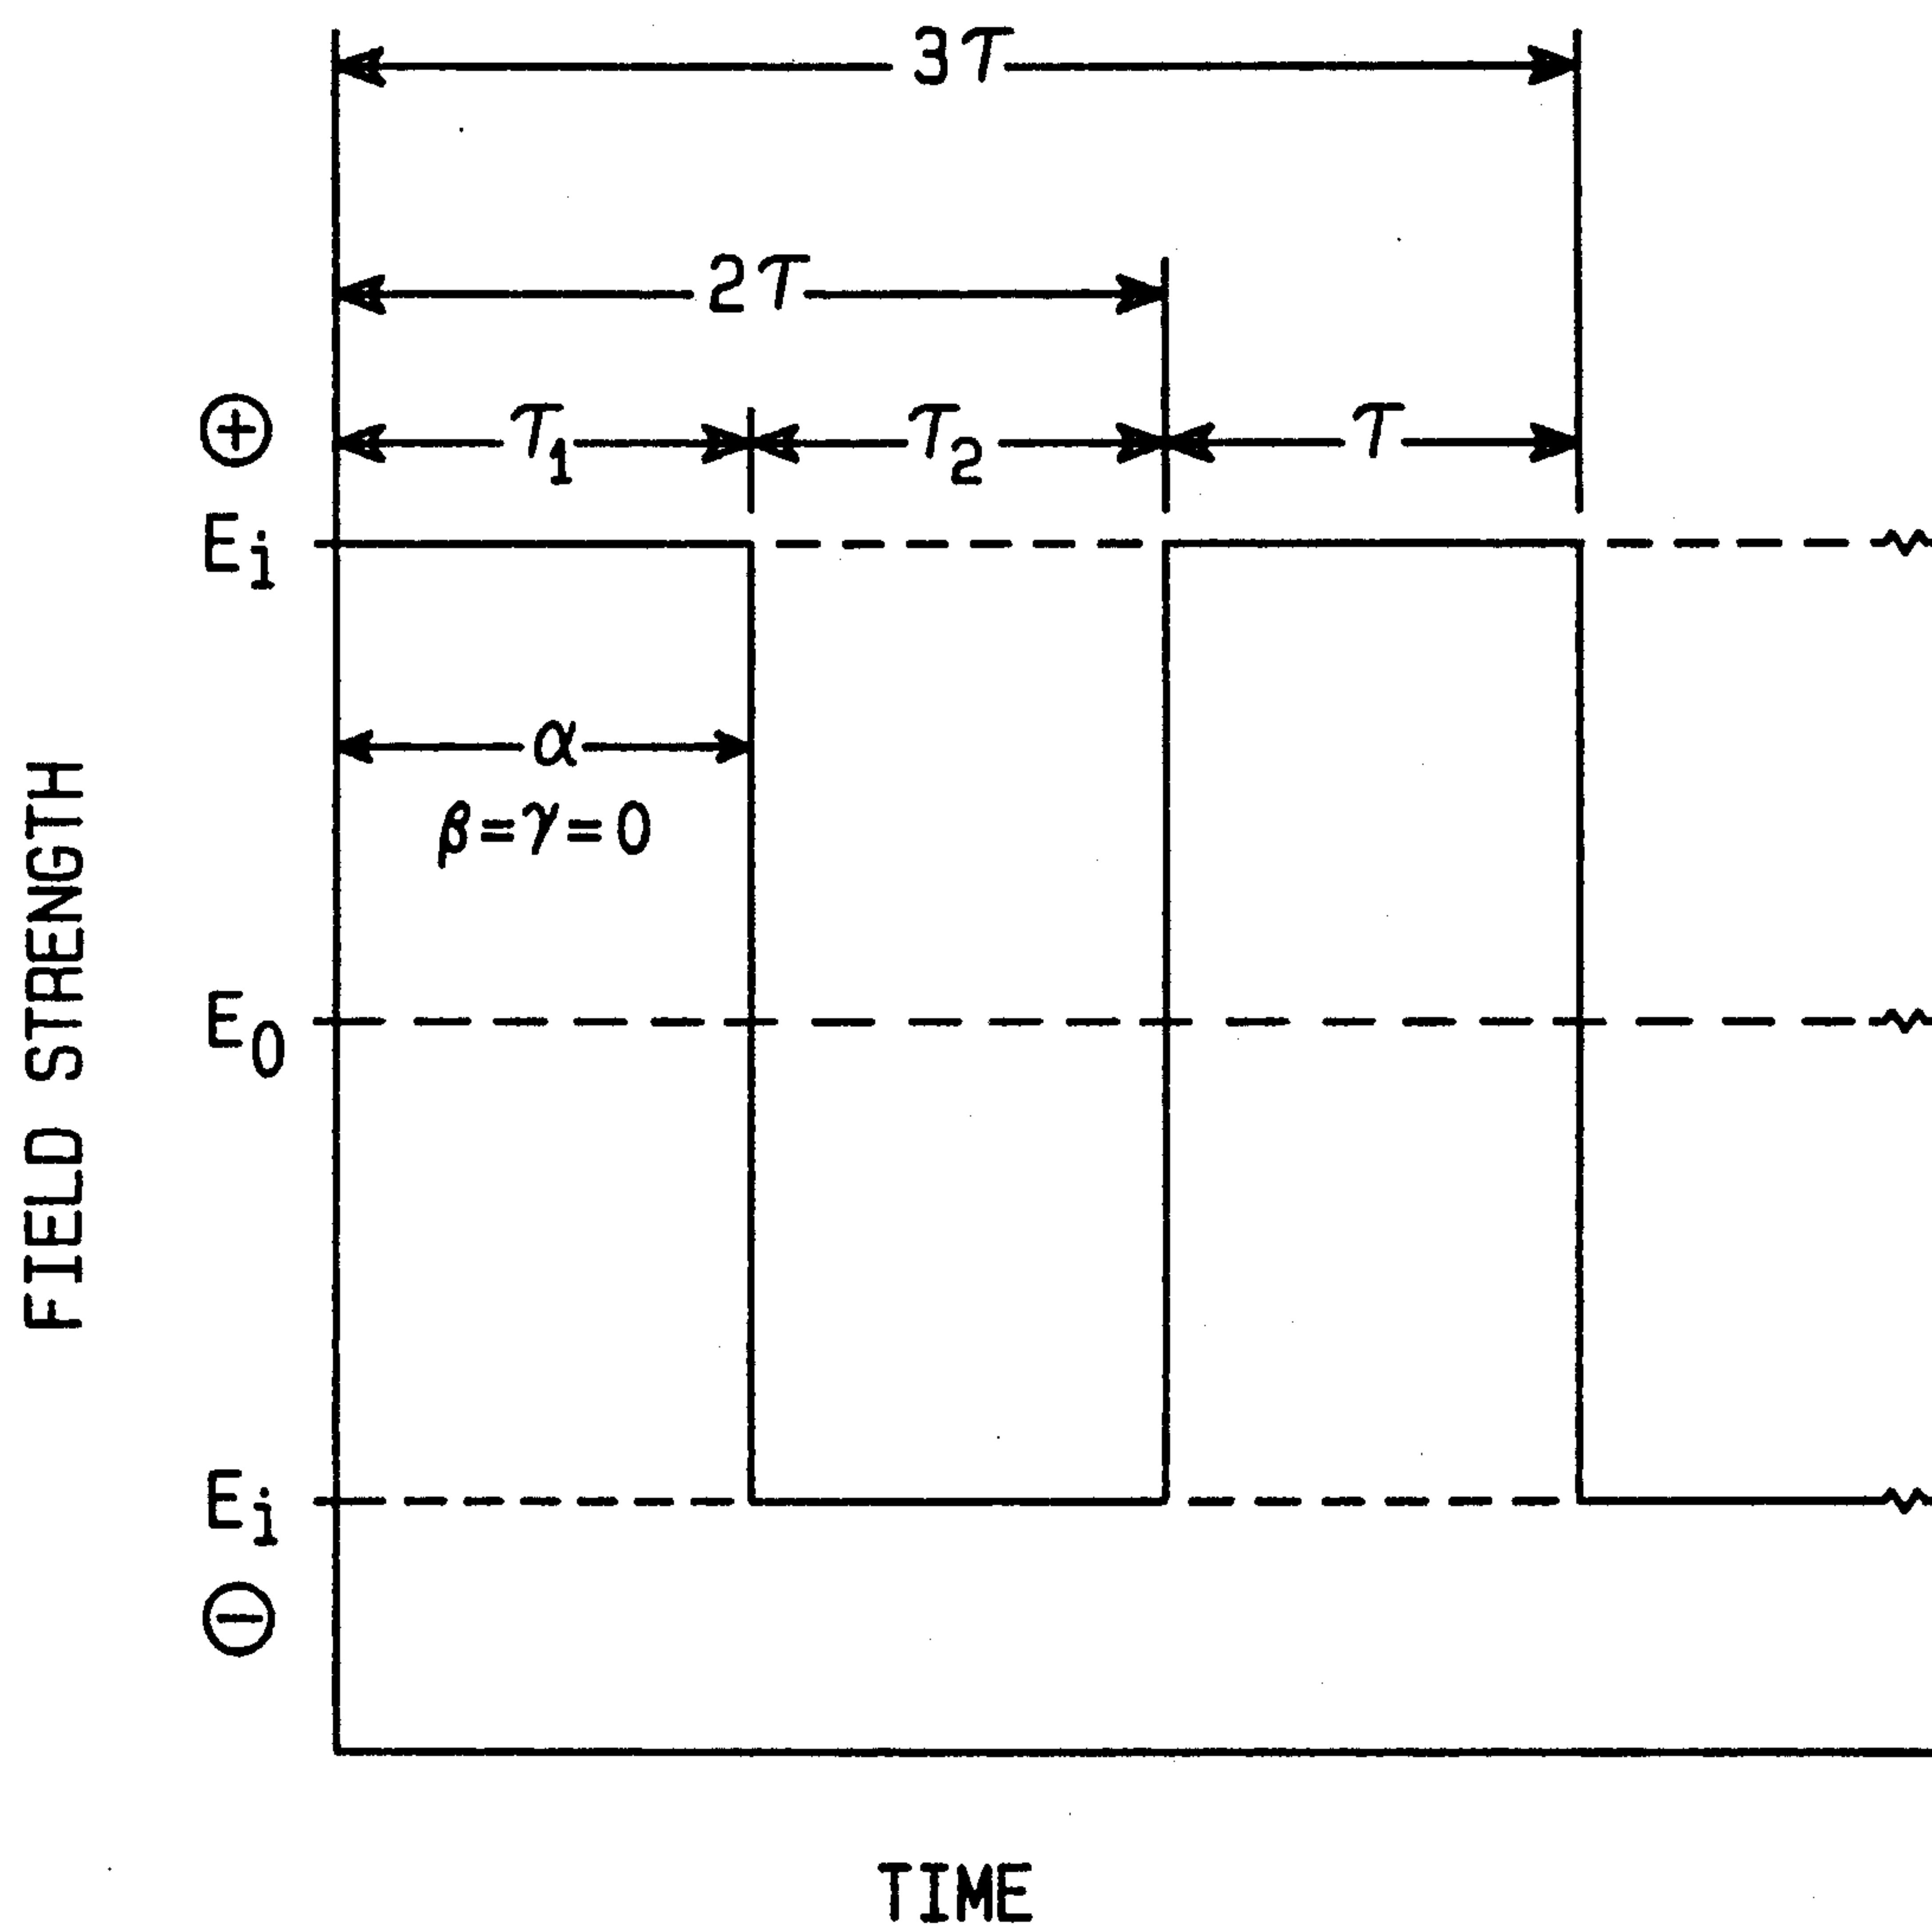 3τ
2τ
⊕
τ₁ τ₂ τ
Eᵢ
α
β=γ=0
FIELD STRENGTH
E₀
Eᵢ
⊖
TIME